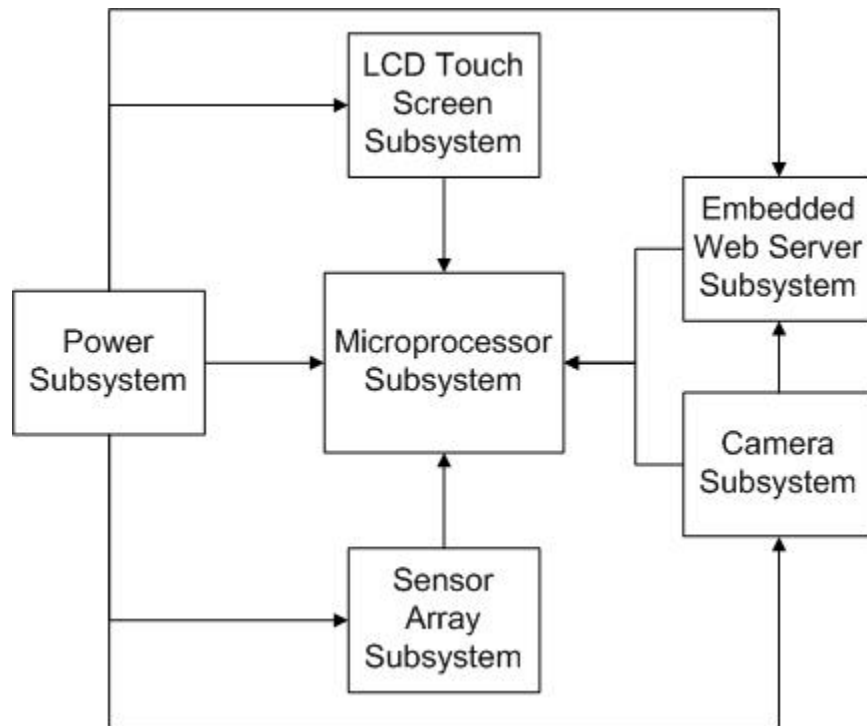 LCD Touch
Screen
Subsystem
Embedded
Web Server
Subsystem
Power
Subsystem
Microprocessor
Subsystem
Camera
Subsystem
Sensor
Array
Subsystem